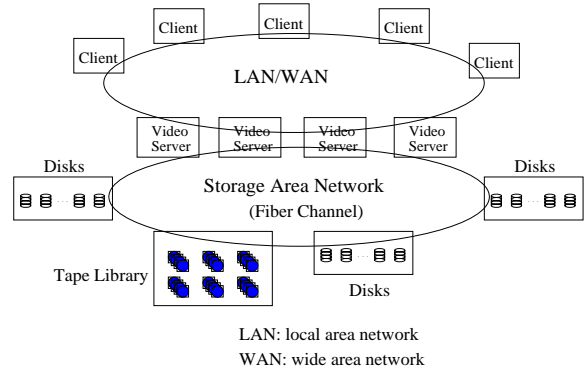 Client
Client
Client
Client
Client
LAN/WAN
Video
Server
Video
Server
Video
Server
Video
Server
Disks
Disks
Storage Area Network
(Fiber Channel)
Tape Library
Disks
LAN: local area network
WAN: wide area network